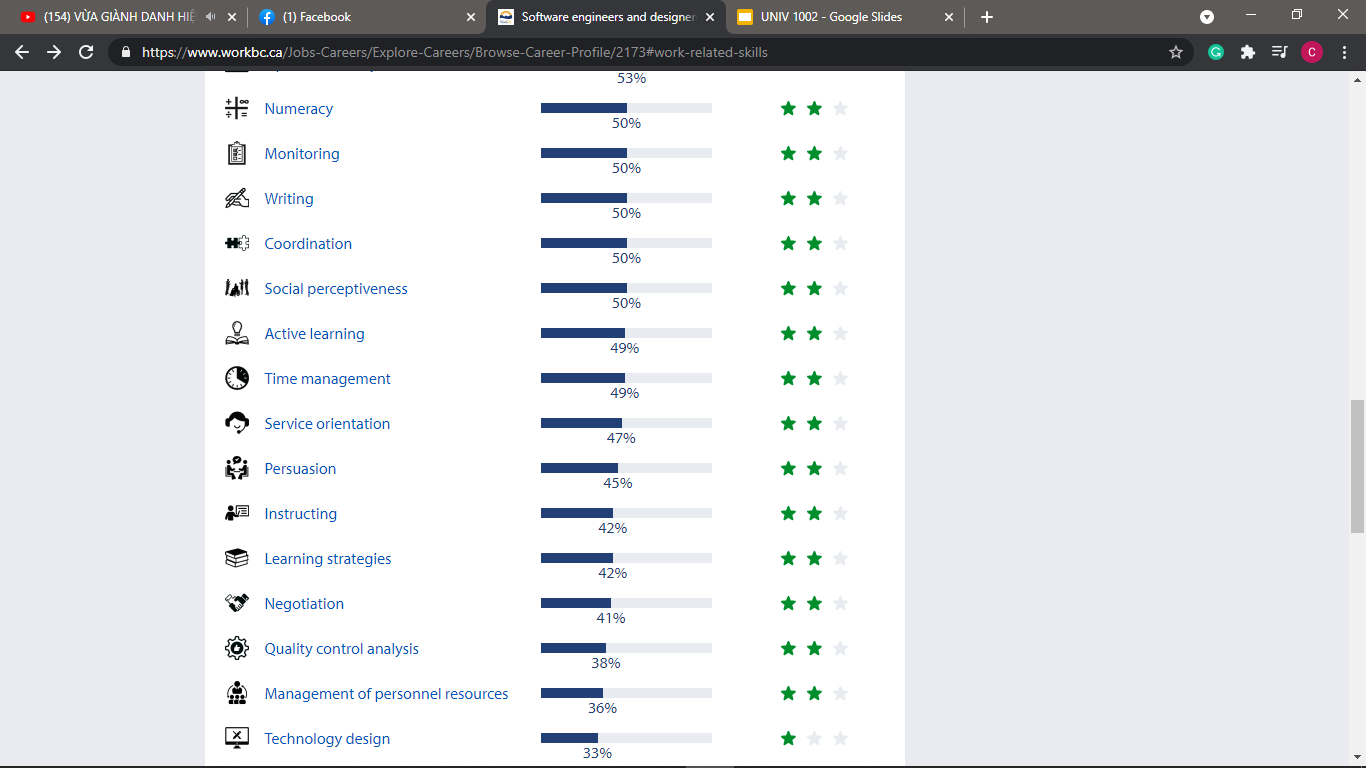 (154) VỪA GIÀNH DANH HIỆ
(1) Facebook
Software engineers and designer
UNIV 1002 - Google Slides
https://www.workbc.ca/Jobs-Careers/Explore-Careers/Browse-Career-Profile/2173#work-related-skills
C
53%
Numeracy
50%
Monitoring
50%
Writing
50%
Coordination
50%
Social perceptiveness
50%
Active learning
49%
Time management
49%
Service orientation
47%
Persuasion
45%
Instructing
42%
Learning strategies
42%
Negotiation
41%
Quality control analysis
38%
Management of personnel resources
36%
Technology design
33%